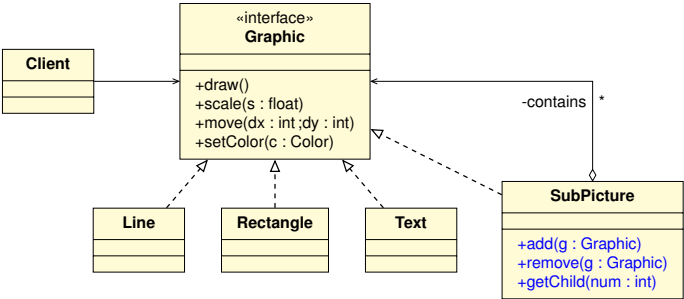 «interface»
Graphic
Client
+draw()
+scale(s : float)
+move(dx : int ;dy : int)
+setColor(c : Color)
-contains *
Line
Rectangle
Text
SubPicture
+add(g : Graphic)
+remove(g : Graphic)
+getChild(num : int)